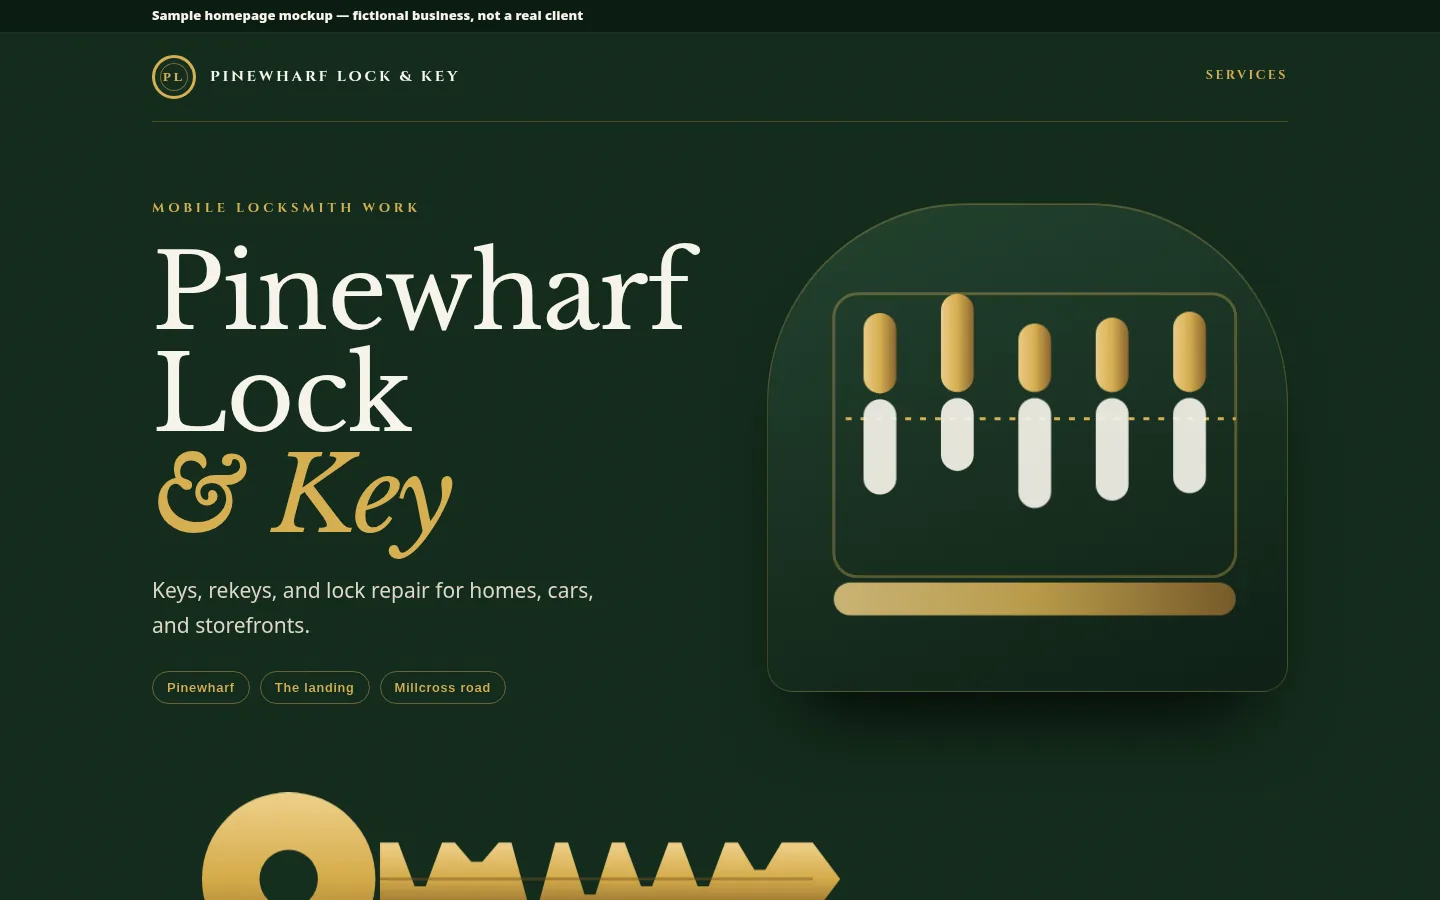 Sample homepage mockup — fictional business, not a real client
PL
PINEWHARF LOCK & KEY
SERVICES
MOBILE LOCKSMITH WORK
Pinewharf
Lock
& Key
Keys, rekeys, and lock repair for homes, cars,
and storefronts.
Pinewharf
The landing
Millcross road